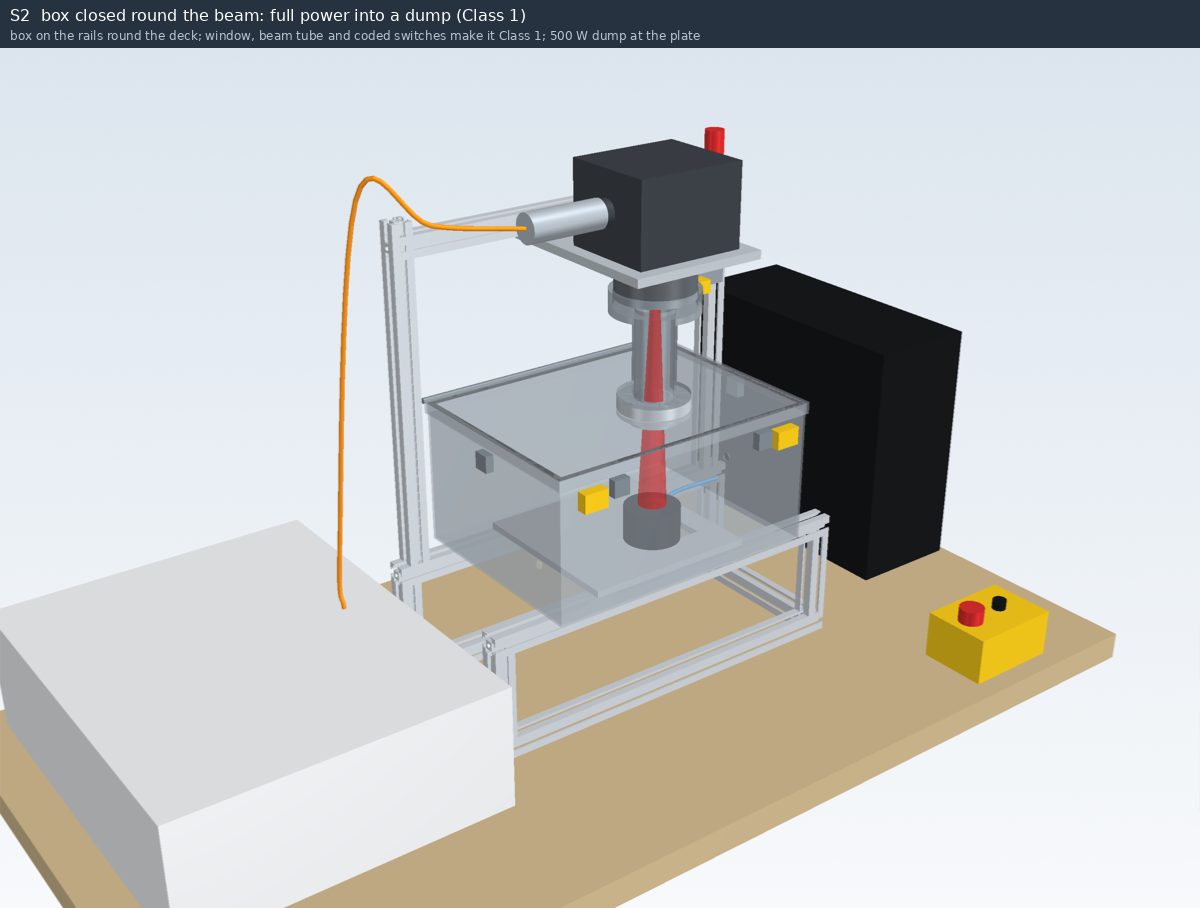 S2  box closed round the beam: full power into a dump (Class 1)
box on the rails round the deck; window, beam tube and coded switches make it Class 1; 500 W dump at the plate